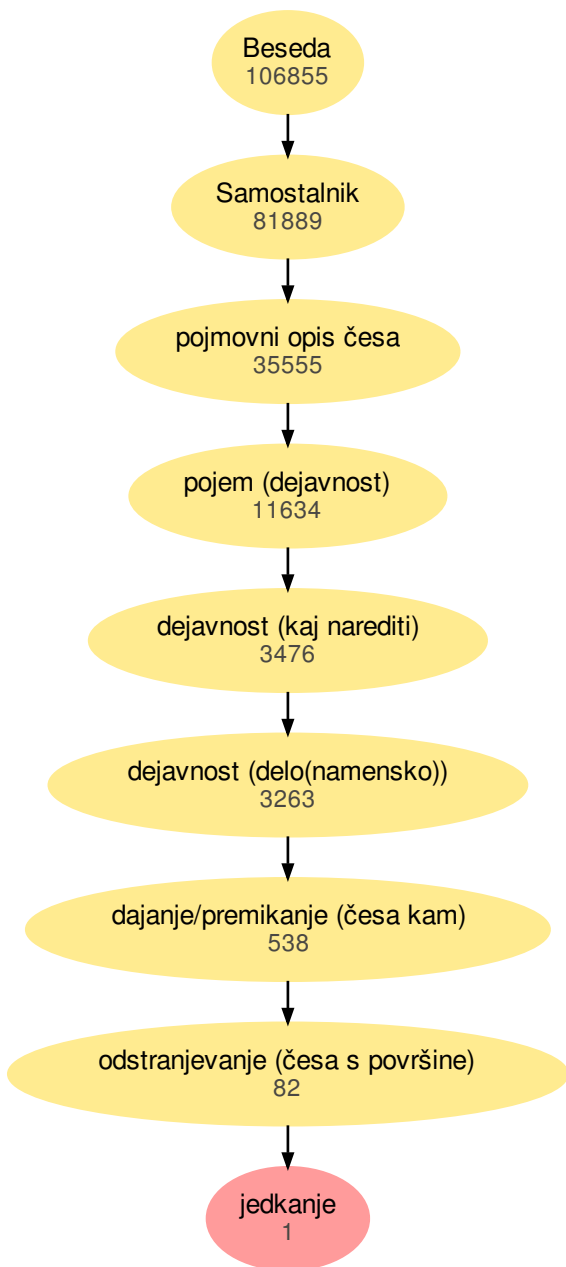 Beseda
106855
Samostalnik
81889
pojmovni opis česa
35555
pojem (dejavnost)
11634
dejavnost (kaj narediti)
3476
dejavnost (delo(namensko))
3263
dajanje/premikanje (česa kam)
538
odstranjevanje (česa s površine)
82
jedkanje
1